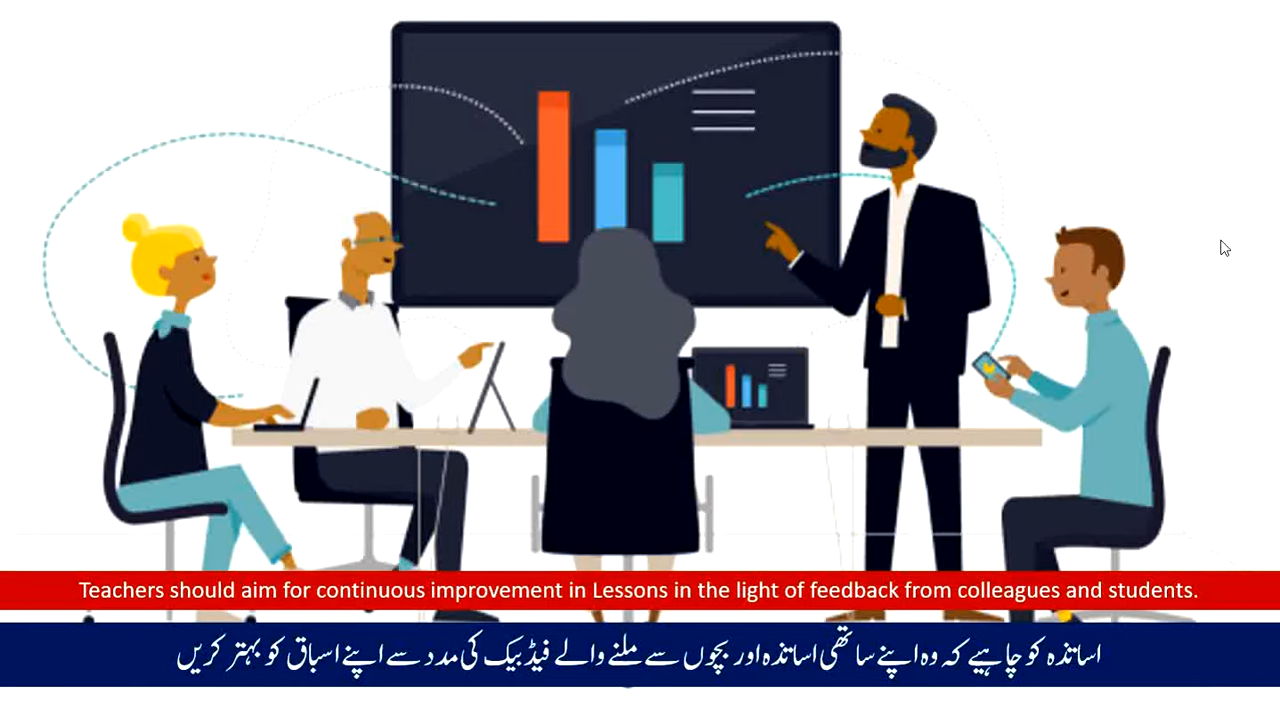 Teachers should aim for continuous improvement in Lessons in the light of feedback from colleagues and students.
اساتذہ کو چاہیے کہ وہ اپنے ساتھی اساتذہ اور بچوں سے ملنے والے فیڈبیک کی مدد سے اپنے اسباق کو بہتر کریں